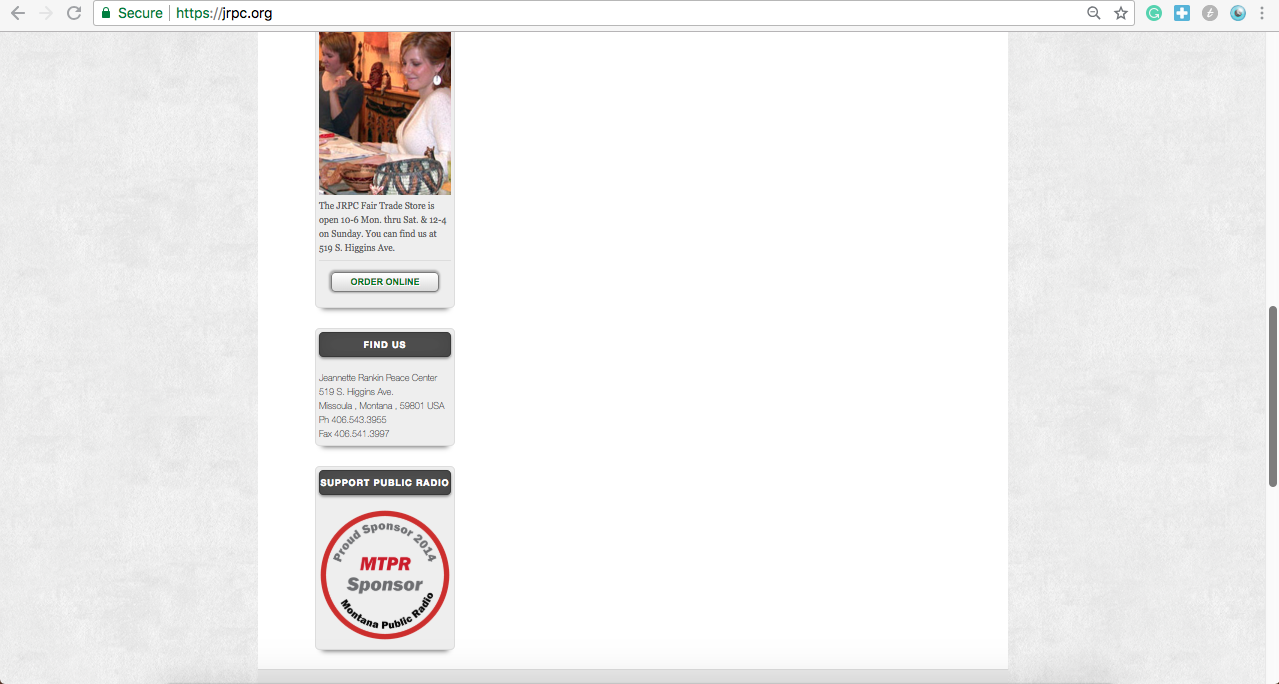 Secure https://jrpc.org
The JRPC Fair Trade Store is
open 10-6 Mon. thru Sat. & 12-4
on Sunday. You can find us at
519 S. Higgins Ave.
ORDER ONLINE
FIND US
Jeannette Rankin Peace Center
519 S. Higgins Ave.
Missoula , Montana , 59801 USA
Ph 406.543.3955
Fax 406.541.3997
SUPPORT PUBLIC RADIO
Proud Sponsor 2014
MTPR
Sponsor
Montana Public Radio